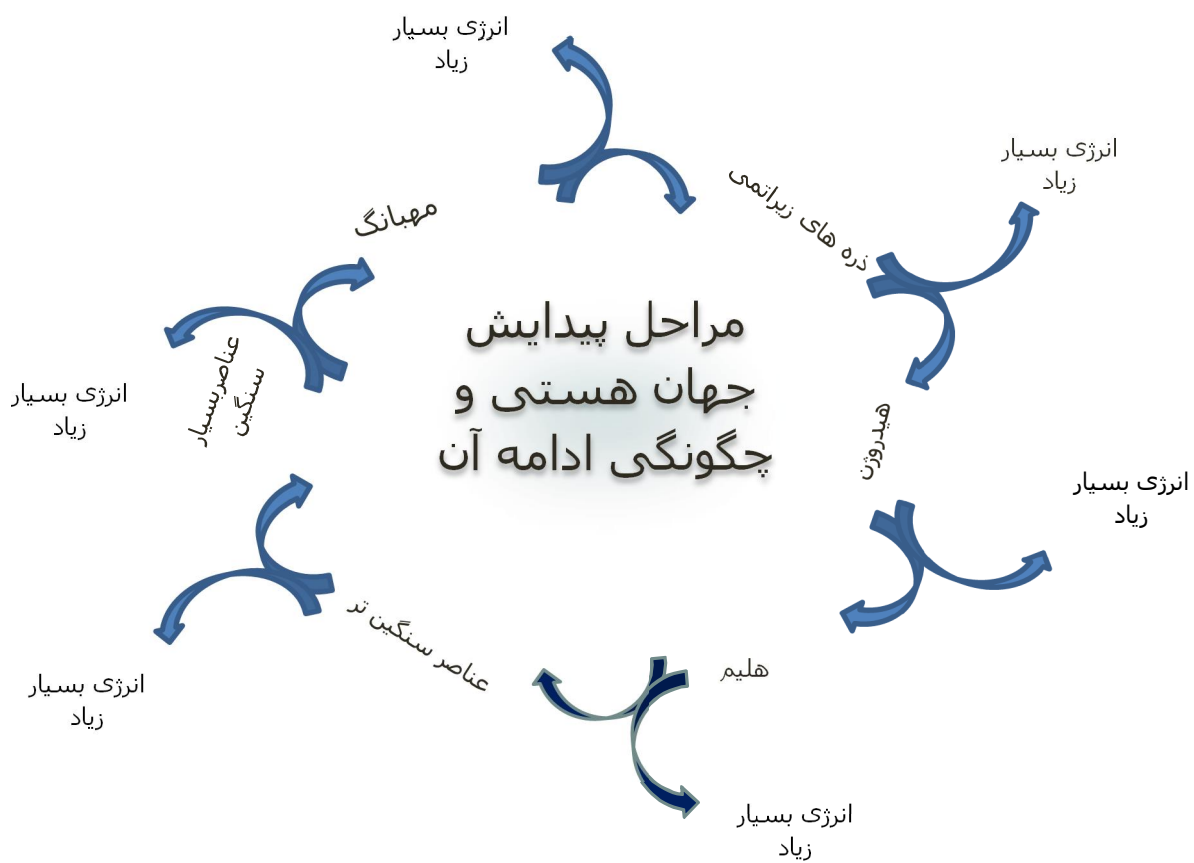 مراحل پیدایش
جهان هستی و
چگونگی ادامه آن
مهبانگ
انرژی بسیار
زیاد
ذره های زیراتمی
انرژی بسیار
زیاد
هیدروژن
انرژی بسیار
زیاد
هلیم
انرژی بسیار
زیاد
عناصر سنگین تر
انرژی بسیار
زیاد
عناصربسیار
سنگین
انرژی بسیار
زیاد